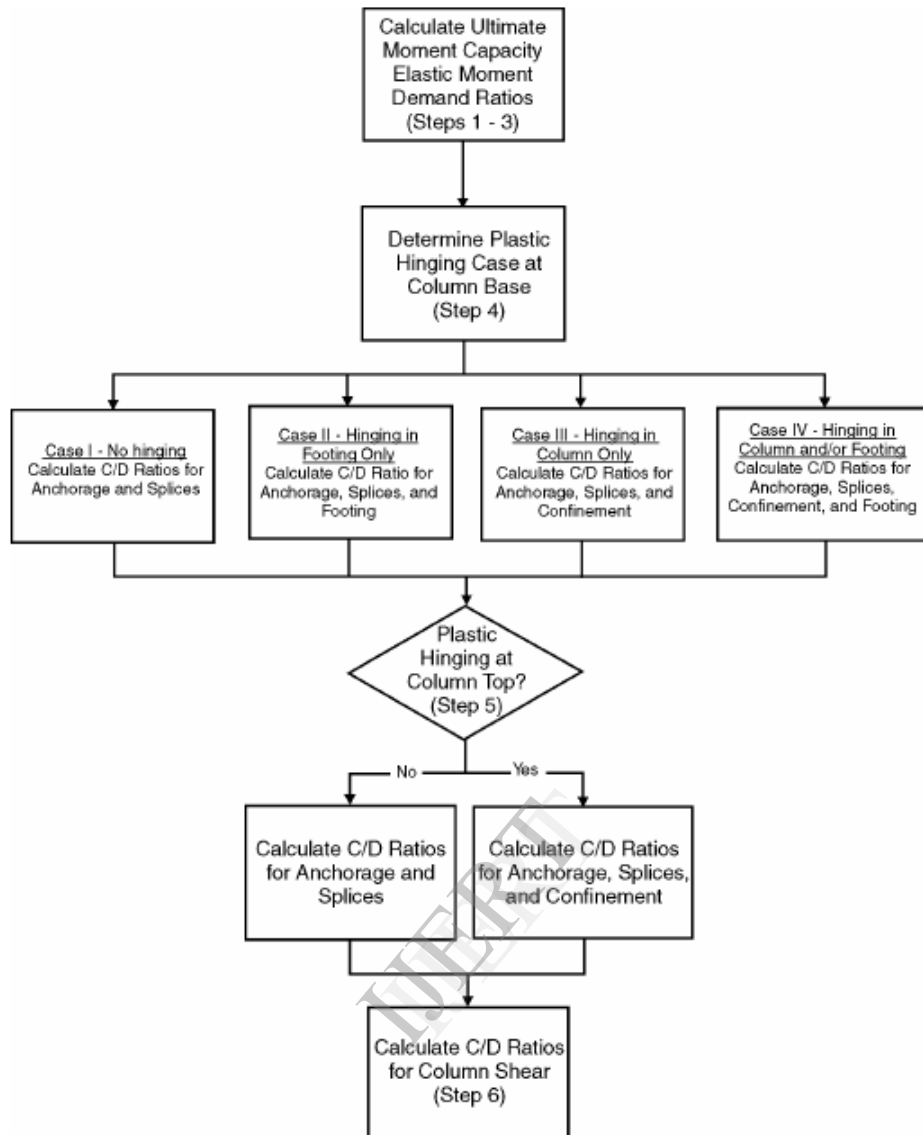 Calculate Ultimate
Moment Capacity
Elastic Moment
Demand Ratios
(Steps 1 - 3)
Determine Plastic
Hinging Case at
Column Base
(Step 4)
Case I - No hinging
Calculate C/D Ratios for
Anchorage and Splices
Case II - Hinging in
Footing Only
Calculate C/D Ratio for
Anchorage, Splices, and
Footing
Case III - Hinging in
Column Only
Calculate C/D Ratios for
Anchorage, Splices, and
Confinement
Case IV - Hinging in
Column and/or Footing
Calculate C/D Ratios for
Anchorage, Splices,
Confinement, and Footing
Plastic
Hinging at
Column Top?
(Step 5)
No
Yes
Calculate C/D Ratios
for Anchorage and
Splices
Calculate C/D Ratios
for Anchorage, Splices,
and Confinement
IJERT
Calculate C/D Ratios
for Column Shear
(Step 6)